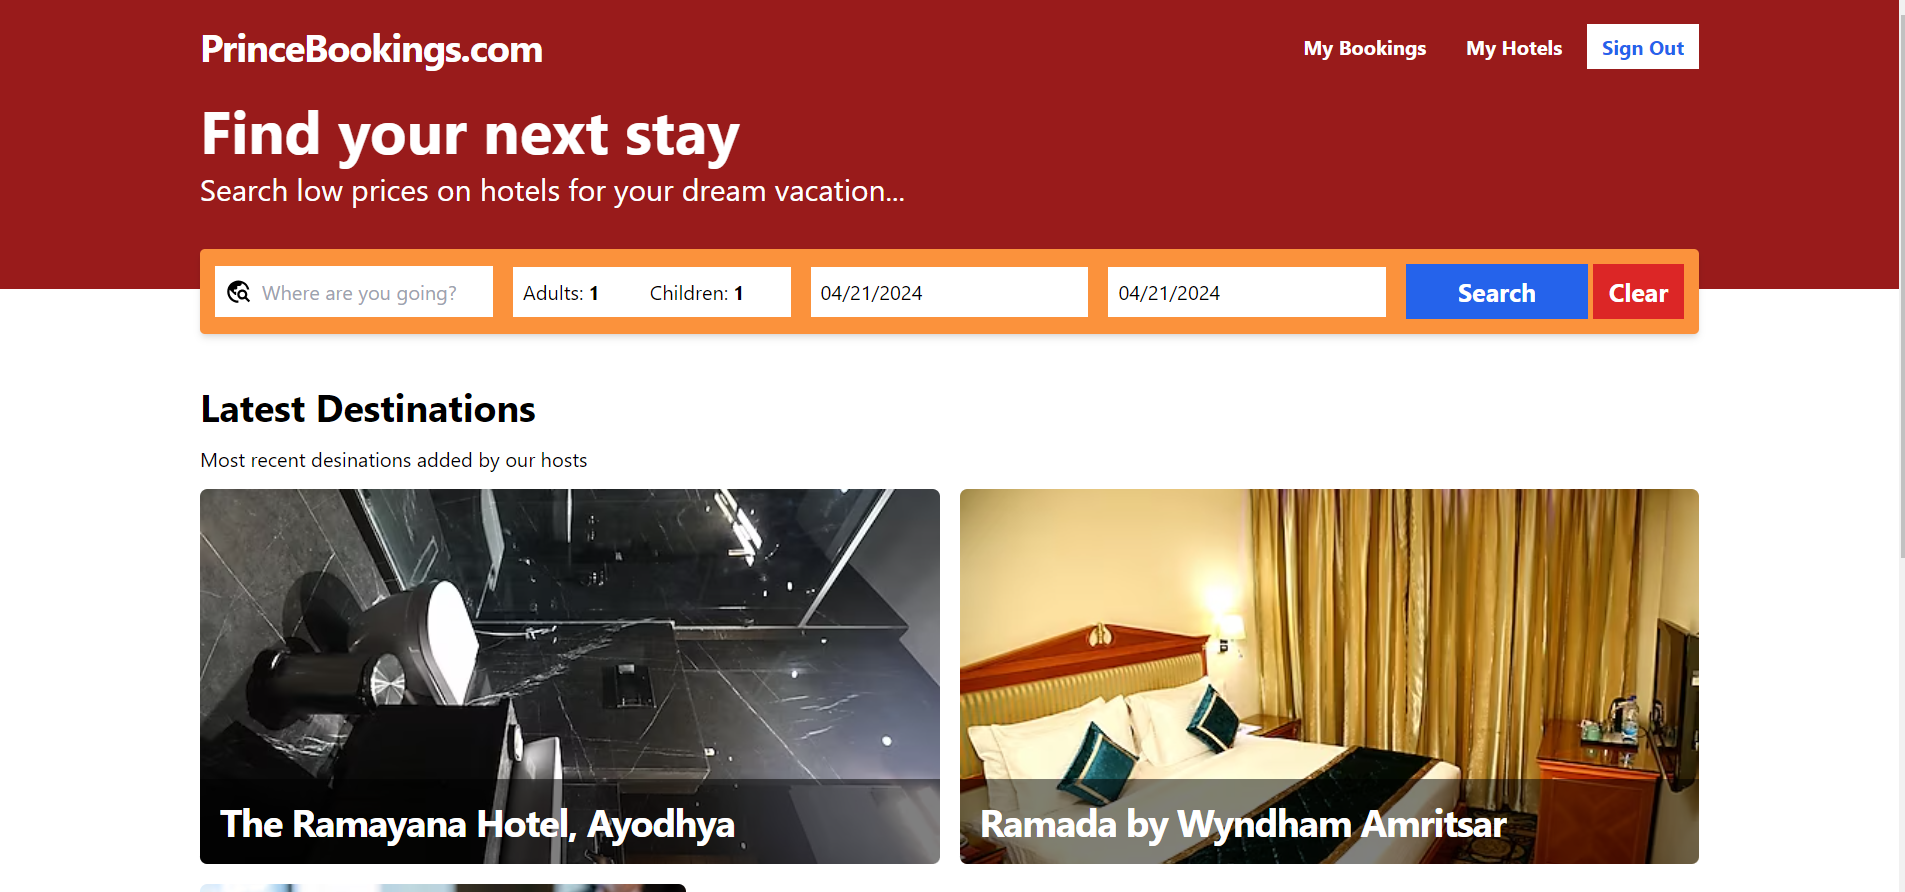 PrinceBookings.com
My Bookings
My Hotels
Sign Out
Find your next stay
Search low prices on hotels for your dream vacation...
Where are you going?
Adults: 1
Children: 1
04/21/2024
04/21/2024
Search
Clear
Latest Destinations
Most recent desinations added by our hosts
The Ramayana Hotel, Ayodhya
Ramada by Wyndham Amritsar